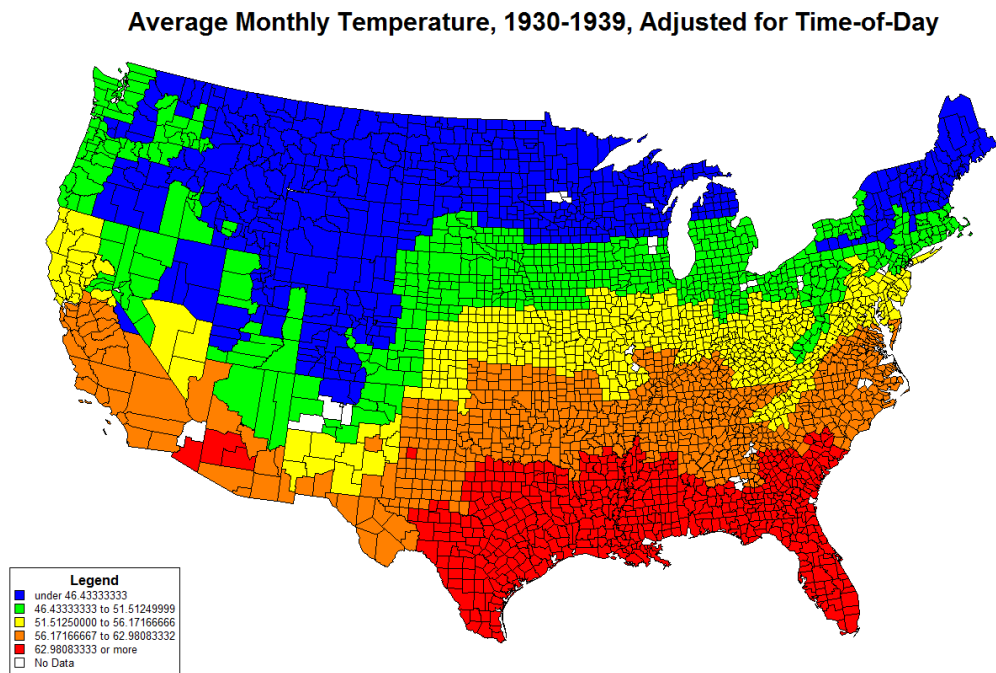 Average Monthly Temperature, 1930-1939, Adjusted for Time-of-Day
Legend
under 46.43333333
46.43333333 to 51.51249999
51.51250000 to 56.17166666
56.17166667 to 62.98083332
62.98083333 or more
No Data